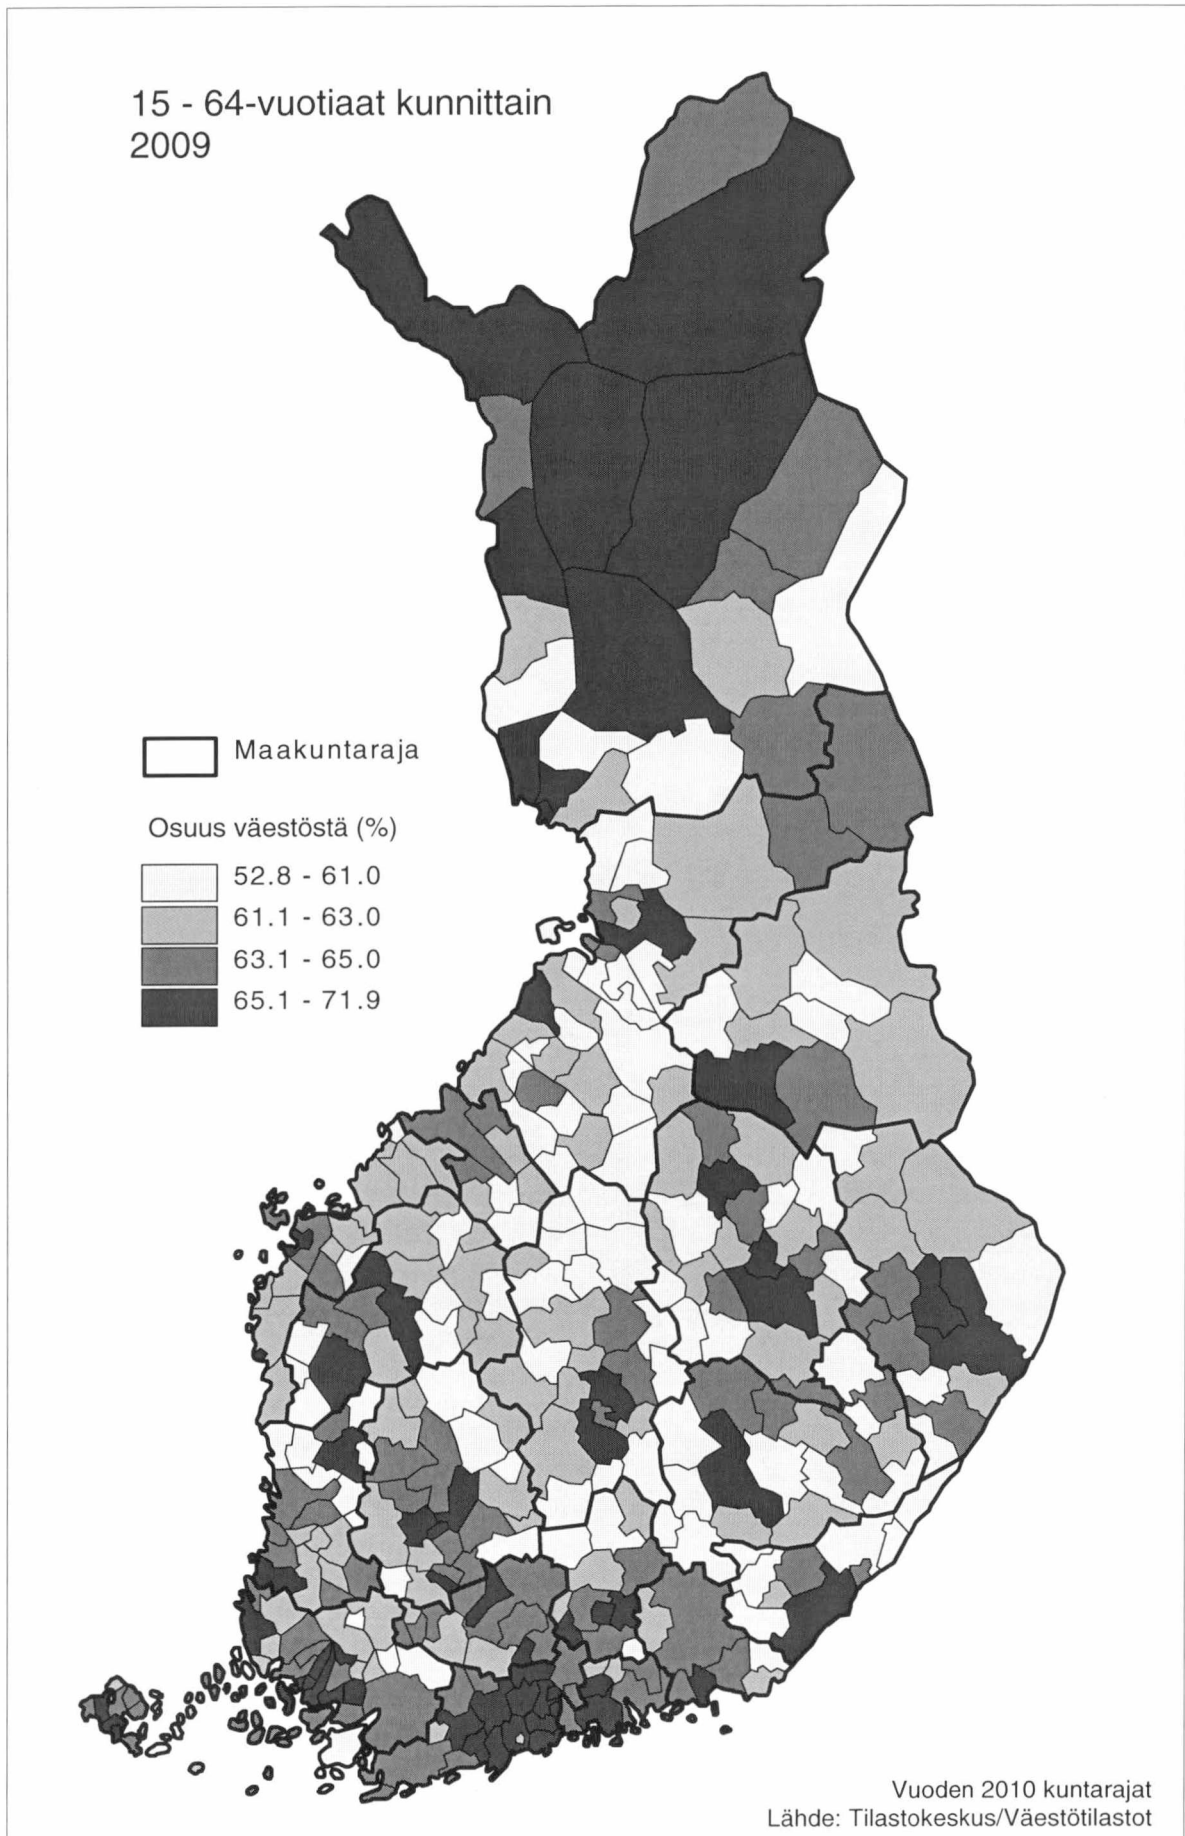 15 - 64-vuotiaat kunnittain
2009
Maakuntaraja
Osuus väestöstä (%)
52.8 - 61.0
61.1 - 63.0
63.1 - 65.0
65.1 - 71.9
Vuoden 2010 kuntarajat
Lähde: Tilastokeskus/Väestötilastot